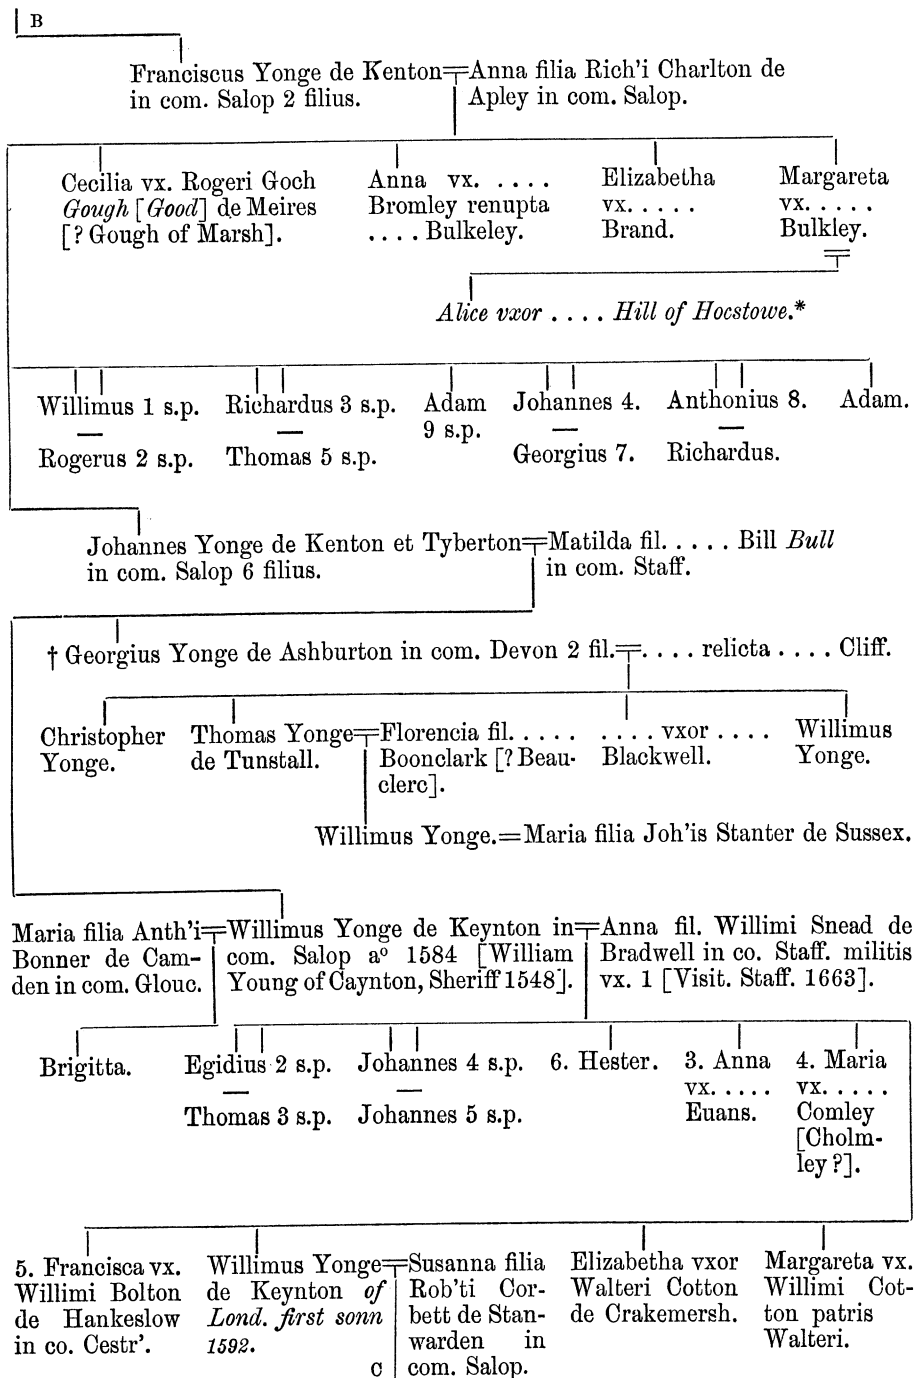 B
Franciscus Yonge de Kenton=Anna filia Rich'i Charlton de
in com. Salop 2 filius. Apley in com. Salop.
Cecilia vx. Rogeri Goch
Gough [Good] de Meires
[? Gough of Marsh].
Anna vx. . . . .
Bromley renupta
. . . . Bulkeley.
Elizabetha
vx. . . . .
Brand.
Margareta
vx. . . . .
Bulkley.
Alice vxor . . . . Hill of Hocstowe.*
Willimus 1 s.p. Richardus 3 s.p. Adam Johannes 4. Anthonius 8. Adam.
— — 9 s.p. — —
Rogerus 2 s.p. Thomas 5 s.p. Georgius 7. Richardus.
Johannes Yonge de Kenton et Tyberton=Matilda fil. . . . . Bill Bull
in com. Salop 6 filius. in com. Staff.
† Georgius Yonge de Ashburton in com. Devon 2 fil.=. . . . relicta . . . . Cliff.
Christopher
Yonge.
Thomas Yonge=Florencia fil. . . . .
de Tunstall. Boonclark [? Beau-
clerc].
. . . . vxor . . . .
Blackwell.
Willimus
Yonge.
Willimus Yonge.=Maria filia Joh'is Stanter de Sussex.
Maria filia Anth'i=Willimus Yonge de Keynton in=Anna fil. Willimi Snead de
Bonner de Cam- com. Salop aº 1584 [William Bradwell in co. Staff. militis
den in com. Glouc. Young of Caynton, Sheriff 1548]. vx. 1 [Visit. Staff. 1663].
Brigitta.
Egidius 2 s.p.
—
Thomas 3 s.p.
Johannes 4 s.p.
—
Johannes 5 s.p.
6. Hester.
3. Anna
vx. . . . .
Euans.
4. Maria
vx. . . . .
Comley
[Cholm-
ley ?].
5. Francisca vx.
Willimi Bolton
de Hankeslow
in co. Cestr'.
Willimus Yonge=Susanna filia
de Keynton of Rob'ti Cor-
Lond. first sonn bett de Stan-
1592. warden in
C com. Salop.
Elizabetha vxor
Walteri Cotton
de Crakemersh.
Margareta vx.
Willimi Cot-
ton patris
Walteri.